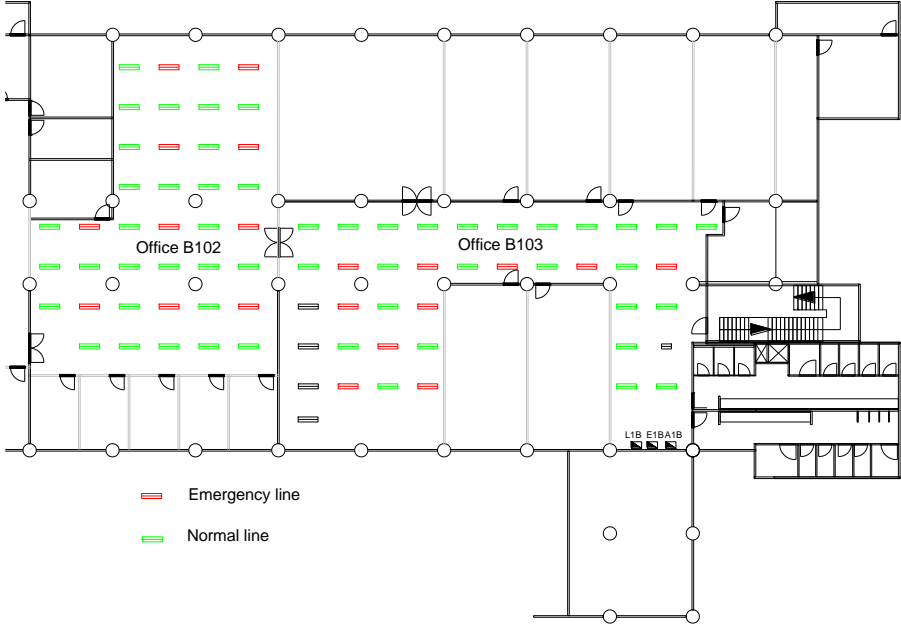 Office B102
Office B103
L1B E1BA1B
Emergency line
Normal line